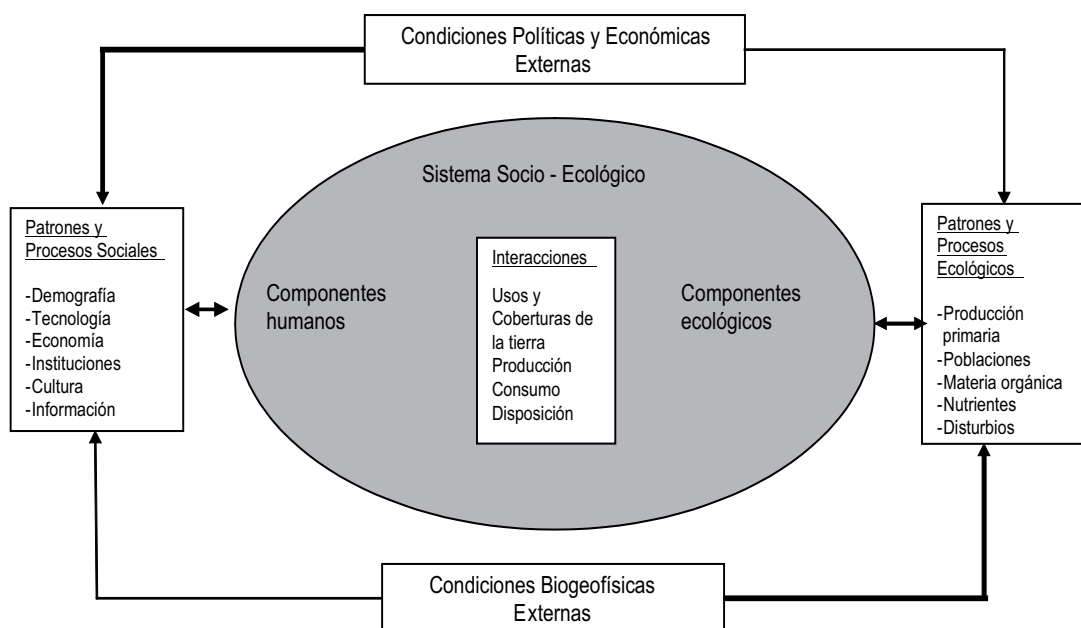 Condiciones Políticas y Económicas
Externas
Sistema Socio - Ecológico
Patrones y
Procesos Sociales
-Demografía
-Tecnología
-Economía
-Instituciones
-Cultura
-Información
Componentes
humanos
Interacciones
Usos y
Coberturas de
la tierra
Producción
Consumo
Disposición
Componentes
ecológicos
Patrones y
Procesos
Ecológicos
-Producción
primaria
-Poblaciones
-Materia orgánica
-Nutrientes
-Disturbios
Condiciones Biogeofísicas
Externas